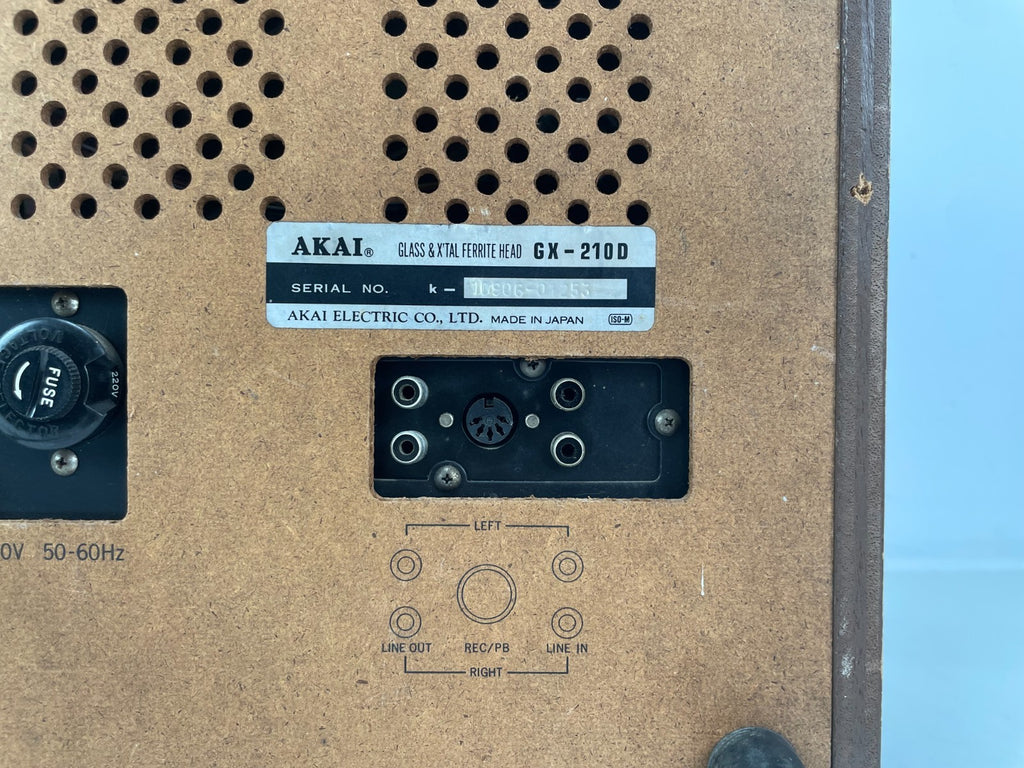 AKAI® GLASS & X'TAL FERRITE HEAD GX-210D
SERIAL NO. k-
AKAI ELECTRIC CO., LTD. MADE IN JAPAN ISO-M
FUSE
220V
0V 50-60Hz
LEFT
LINE OUT REC/PB LINE IN
RIGHT